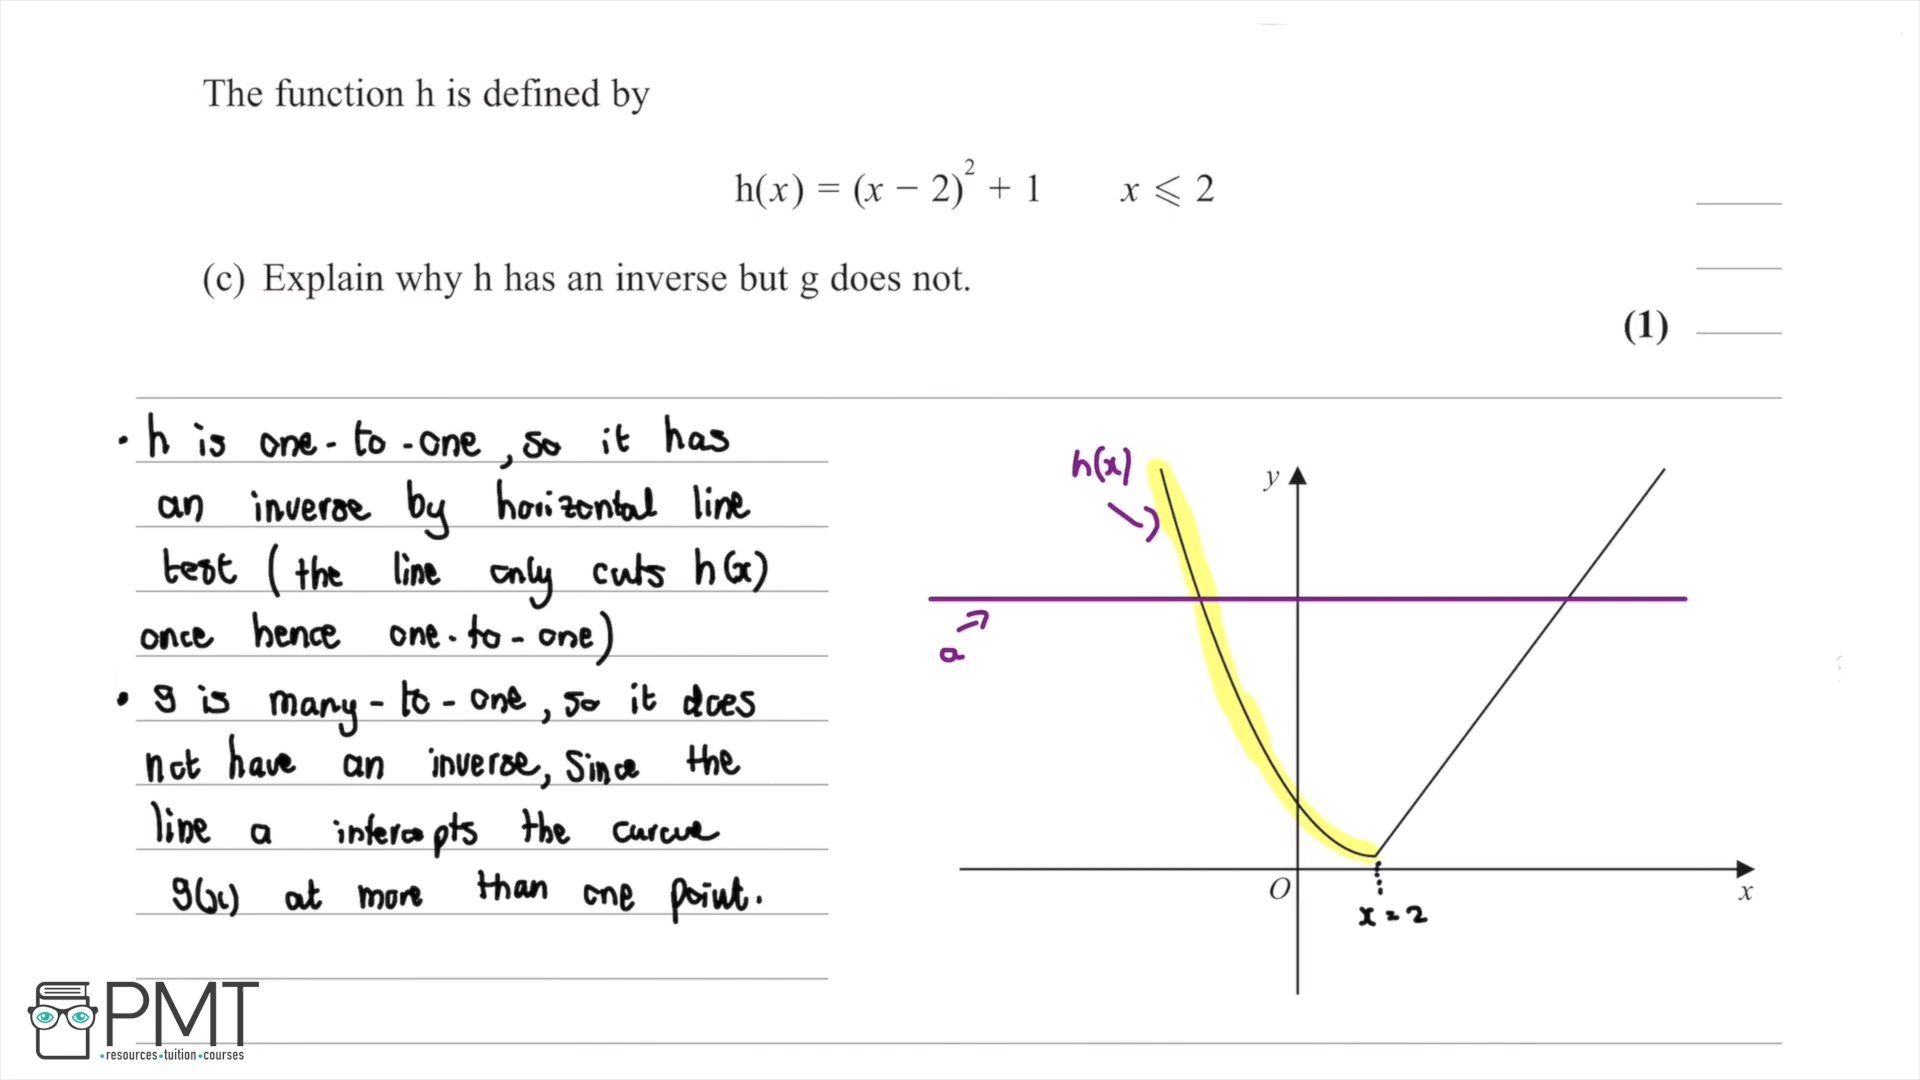 The function h is defined by
h(x) = (x − 2)² + 1 x ⩽ 2
(c) Explain why h has an inverse but g does not.
(1)
• h is one-to-one, so it has
an inverse by horizontal line
test (the line only cuts h(x)
once hence one-to-one)
• g is many-to-one, so it does
not have an inverse, since the
line a intercepts the curve
g(x) at more than one point.
h(x)
y
a
O
x
x = 2
PMT
•resources•tuition•courses